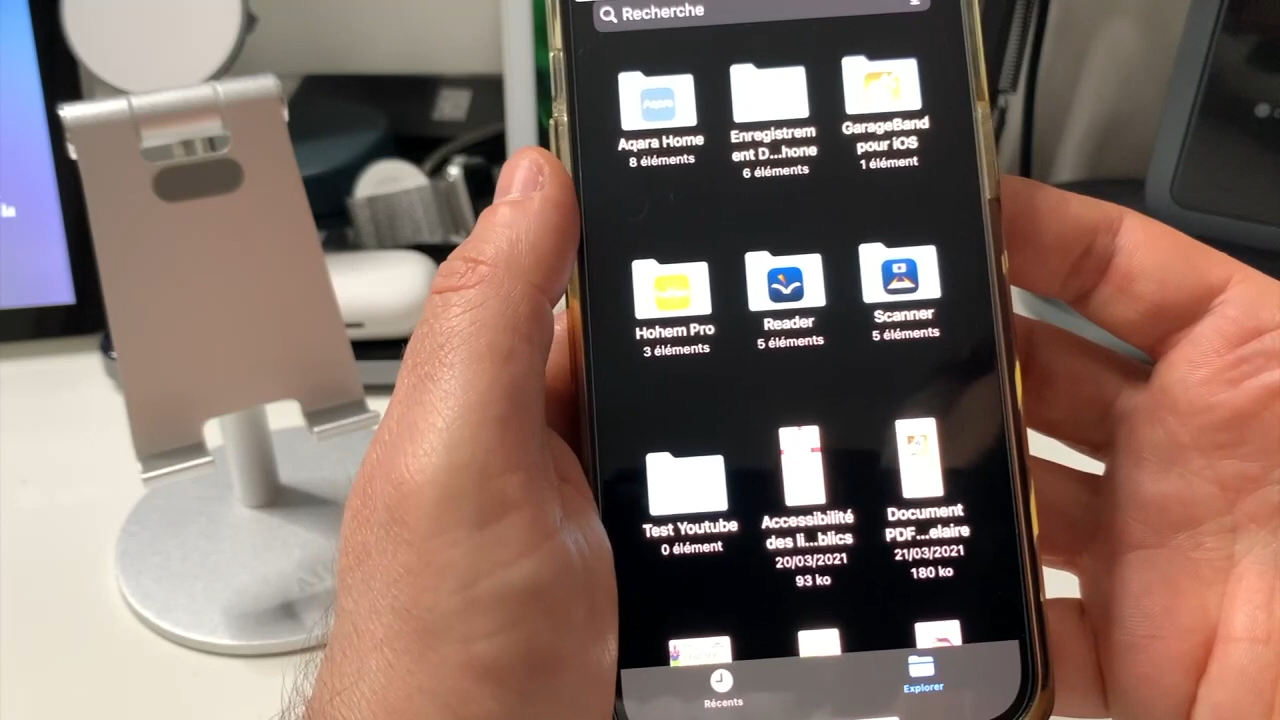 Recherche
Aqara
Aqara Home
8 éléments
Enregistrem
ent D...hone
6 éléments
GarageBand
pour iOS
1 élément
Hohem Pro
3 éléments
Reader
5 éléments
Scanner
5 éléments
Test Youtube
0 élément
Accessibilité
des li...blics
20/03/2021
93 ko
Document
PDF...elaire
21/03/2021
180 ko
Récents
Explorer